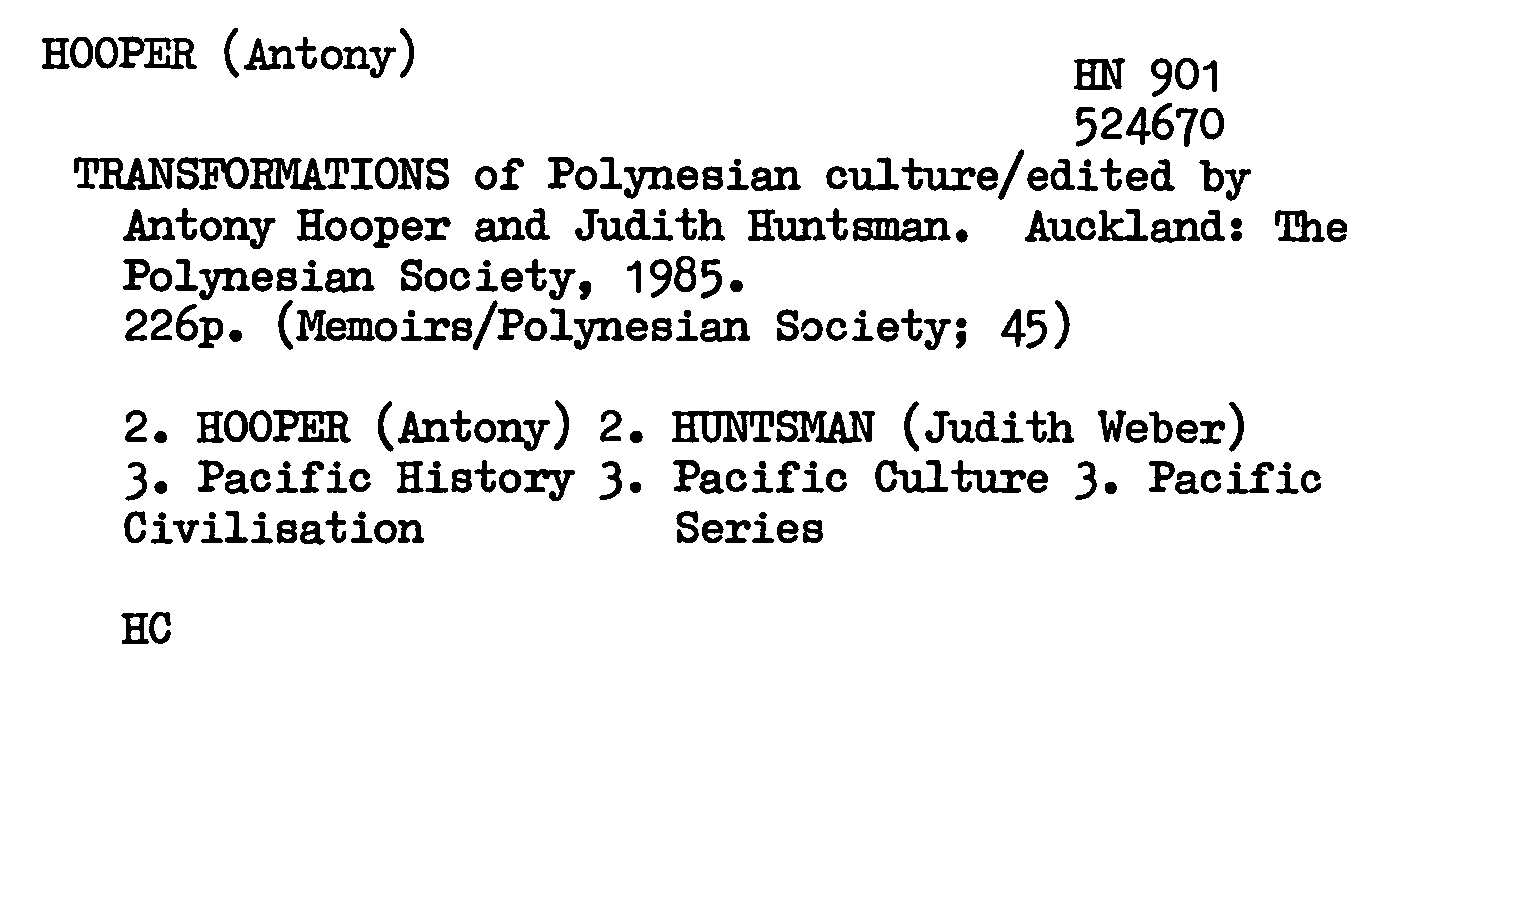 HOOPER (Antony)
HN 901
524670
TRANSFORMATIONS of Polynesian culture/edited by
Antony Hooper and Judith Huntsman. Auckland: The
Polynesian Society, 1985.
226p. (Memoirs/Polynesian Society; 45)
2. HOOPER (Antony) 2. HUNTSMAN (Judith Weber)
3. Pacific History 3. Pacific Culture 3. Pacific
Civilisation Series
HC